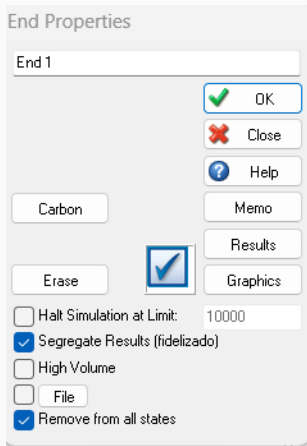 End Properties
End 1
OK
Close
Help
Carbon
Memo
Results
Erase
Graphics
Halt Simulation at Limit: 10000
Segregate Results (fidelizado)
High Volume
File
Remove from all states